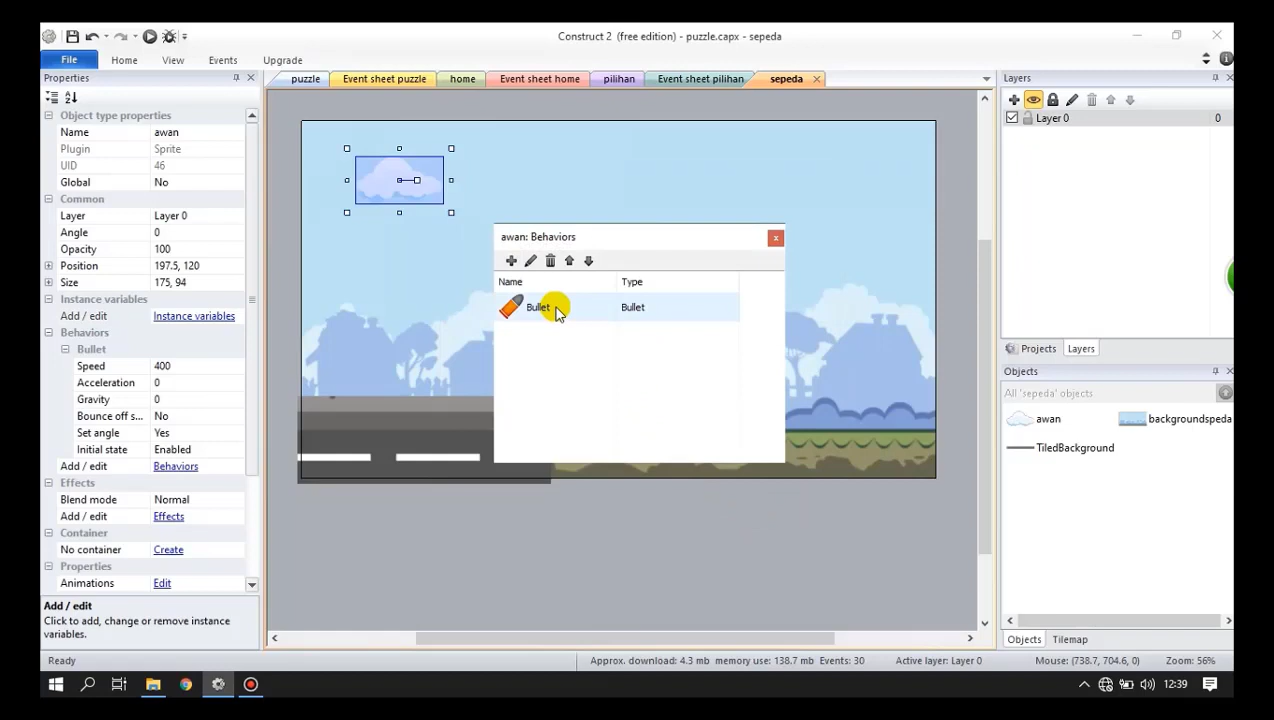 Construct 2 (free edition) - puzzle.capx - sepeda
File
Home
View
Events
Upgrade
Properties
puzzle
Event sheet puzzle
home
Event sheet home
pilihan
Event sheet pilihan
sepeda
Layers
Object type properties
Name awan
Plugin Sprite
UID 46
Global No
Common
Layer Layer 0
Angle 0
Opacity 100
Position 197.5, 120
Size 175, 94
Instance variables
Add / edit Instance variables
Behaviors
Bullet
Speed 400
Acceleration 0
Gravity 0
Bounce off s... No
Set angle Yes
Initial state Enabled
Add / edit Behaviors
Effects
Blend mode Normal
Add / edit Effects
Container
No container Create
Properties
Animations Edit
Add / edit
Click to add, change or remove instance
variables.
awan: Behaviors
Name Type
Bullet Bullet
Layer 0 0
Projects Layers
Objects
All 'sepeda' objects
awan
backgroundspeda
TiledBackground
Objects Tilemap
Ready
Approx. download: 4.3 mb memory use: 138.7 mb Events: 30
Active layer: Layer 0
Mouse: (738.7, 704.6, 0)
Zoom: 56%
12:39